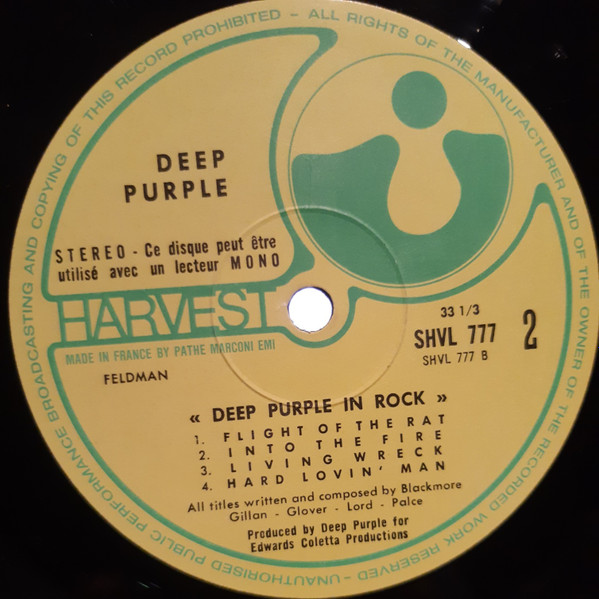 ALL RIGHTS OF THE MANUFACTURER AND OF THE OWNER OF THE RECORDED WORK RESERVED - UNAUTHORISED PUBLIC PERFORMANCE BROADCASTING AND COPYING OF THIS RECORD PROHIBITED -
DEEP
PURPLE
STEREO - Ce disque peut être
utilisé avec un lecteur MONO
HARVEST
MADE IN FRANCE BY PATHE MARCONI EMI
FELDMAN
33 1/3
SHVL 777
SHVL 777 B
2
« DEEP PURPLE IN ROCK »
1. FLIGHT OF THE RAT
2. INTO THE FIRE
3. LIVING WRECK
4. HARD LOVIN' MAN
All titles written and composed by Blackmore
Gillan - Glover - Lord - Palce
Produced by Deep Purple for
Edwards Coletta Productions